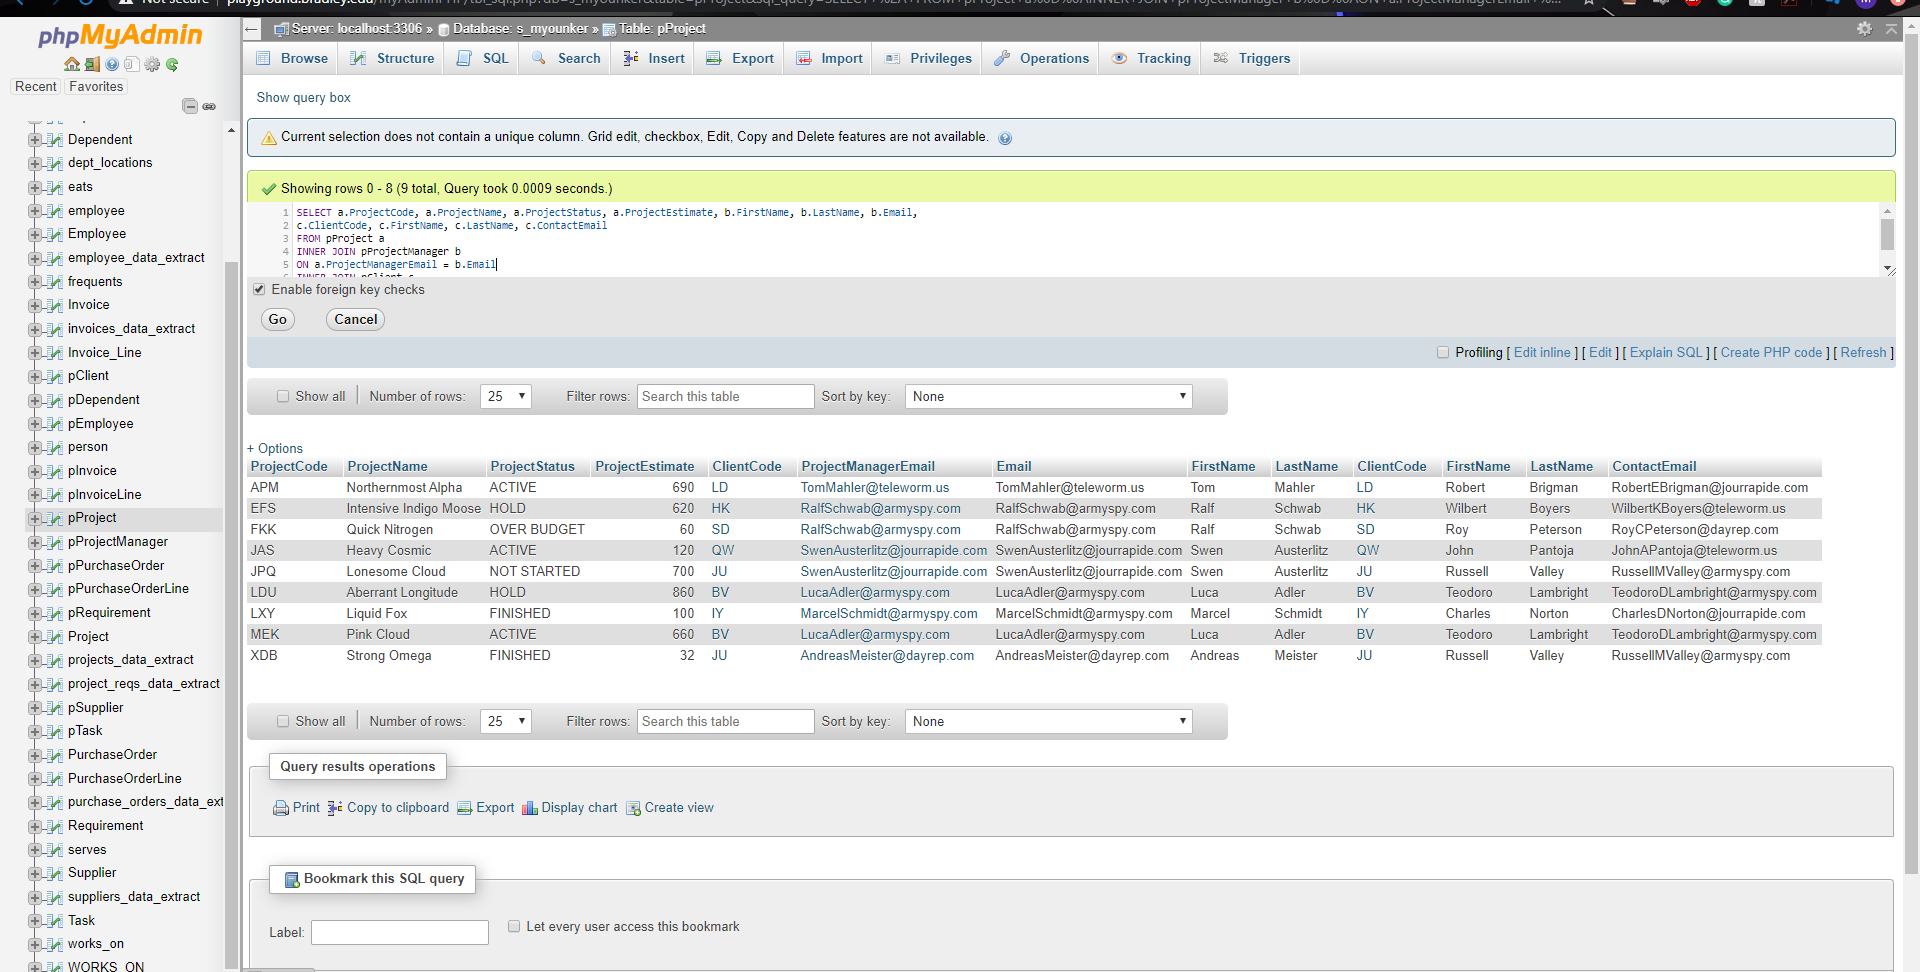 Not secure
playground.bradley.edu/myAdminPHP/tbl_sql.php?db=s_myounker&table=pProject&sql_query=SELECT+%2A+FROM+pProject+a%0D%0AINNER+JOIN+pProjectManager+b%0D%0AON+a.ProjectManagerEmail+%...
phpMyAdmin
Recent Favorites
Dependent
dept_locations
eats
employee
Employee
employee_data_extract
frequents
Invoice
invoices_data_extract
Invoice_Line
pClient
pDependent
pEmployee
person
pInvoice
pInvoiceLine
pProject
pProjectManager
pPurchaseOrder
pPurchaseOrderLine
pRequirement
Project
projects_data_extract
project_reqs_data_extract
pSupplier
pTask
PurchaseOrder
PurchaseOrderLine
purchase_orders_data_ext
Requirement
serves
Supplier
suppliers_data_extract
Task
works_on
WORKS_ON
Server: localhost:3306 » Database: s_myounker » Table: pProject
Browse Structure SQL Search Insert Export Import Privileges Operations Tracking Triggers
Show query box
Current selection does not contain a unique column. Grid edit, checkbox, Edit, Copy and Delete features are not available.
Showing rows 0 - 8 (9 total, Query took 0.0009 seconds.)
1 SELECT a.ProjectCode, a.ProjectName, a.ProjectStatus, a.ProjectEstimate, b.FirstName, b.LastName, b.Email,
2 c.ClientCode, c.FirstName, c.LastName, c.ContactEmail
3 FROM pProject a
4 INNER JOIN pProjectManager b
5 ON a.ProjectManagerEmail = b.Email
6 INNER JOIN pClient c
Enable foreign key checks
Go Cancel
Profiling [ Edit inline ] [ Edit ] [ Explain SQL ] [ Create PHP code ] [ Refresh ]
Show all Number of rows: 25 Filter rows: Search this table Sort by key: None
+ Options
ProjectCode ProjectName ProjectStatus ProjectEstimate ClientCode ProjectManagerEmail Email FirstName LastName ClientCode FirstName LastName ContactEmail
APM Northernmost Alpha ACTIVE 690 LD TomMahler@teleworm.us TomMahler@teleworm.us Tom Mahler LD Robert Brigman RobertEBrigman@jourrapide.com
EFS Intensive Indigo Moose HOLD 620 HK RalfSchwab@armyspy.com RalfSchwab@armyspy.com Ralf Schwab HK Wilbert Boyers WilbertKBoyers@teleworm.us
FKK Quick Nitrogen OVER BUDGET 60 SD RalfSchwab@armyspy.com RalfSchwab@armyspy.com Ralf Schwab SD Roy Peterson RoyCPeterson@dayrep.com
JAS Heavy Cosmic ACTIVE 120 QW SwenAusterlitz@jourrapide.com SwenAusterlitz@jourrapide.com Swen Austerlitz QW John Pantoja JohnAPantoja@teleworm.us
JPQ Lonesome Cloud NOT STARTED 700 JU SwenAusterlitz@jourrapide.com SwenAusterlitz@jourrapide.com Swen Austerlitz JU Russell Valley RussellMValley@armyspy.com
LDU Aberrant Longitude HOLD 860 BV LucaAdler@armyspy.com LucaAdler@armyspy.com Luca Adler BV Teodoro Lambright TeodoroDLambright@armyspy.com
LXY Liquid Fox FINISHED 100 IY MarcelSchmidt@armyspy.com MarcelSchmidt@armyspy.com Marcel Schmidt IY Charles Norton CharlesDNorton@jourrapide.com
MEK Pink Cloud ACTIVE 660 BV LucaAdler@armyspy.com LucaAdler@armyspy.com Luca Adler BV Teodoro Lambright TeodoroDLambright@armyspy.com
XDB Strong Omega FINISHED 32 JU AndreasMeister@dayrep.com AndreasMeister@dayrep.com Andreas Meister JU Russell Valley RussellMValley@armyspy.com
Show all Number of rows: 25 Filter rows: Search this table Sort by key: None
Query results operations
Print Copy to clipboard Export Display chart Create view
Bookmark this SQL query
Label: Let every user access this bookmark